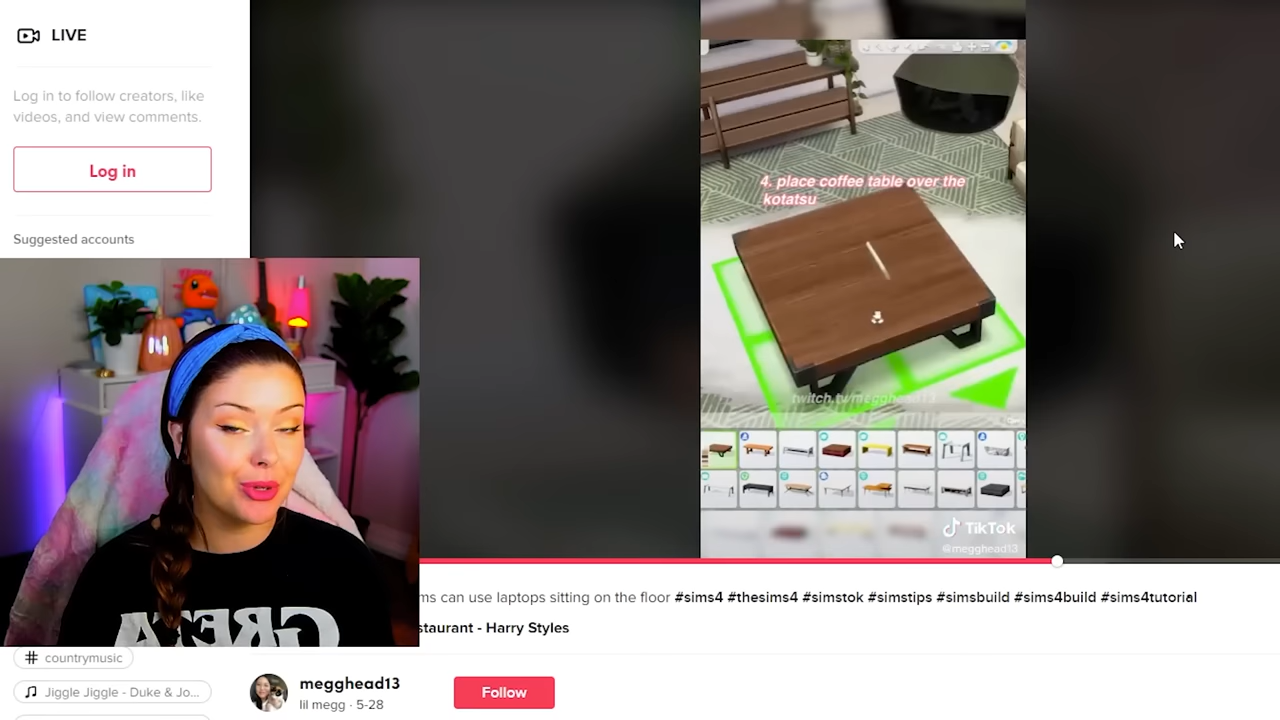 LIVE
Log in to follow creators, like
videos, and view comments.
Log in
Suggested accounts
4. place coffee table over the
kotatsu
twitch.tv/megghead13
TikTok
@megghead13
ms can use laptops sitting on the floor #sims4 #thesims4 #simstok #simstips #simsbuild #sims4build #sims4tutorial
staurant - Harry Styles
GRETA
# countrymusic
Jiggle Jiggle - Duke & Jo...
megghead13
lil megg · 5-28
Follow